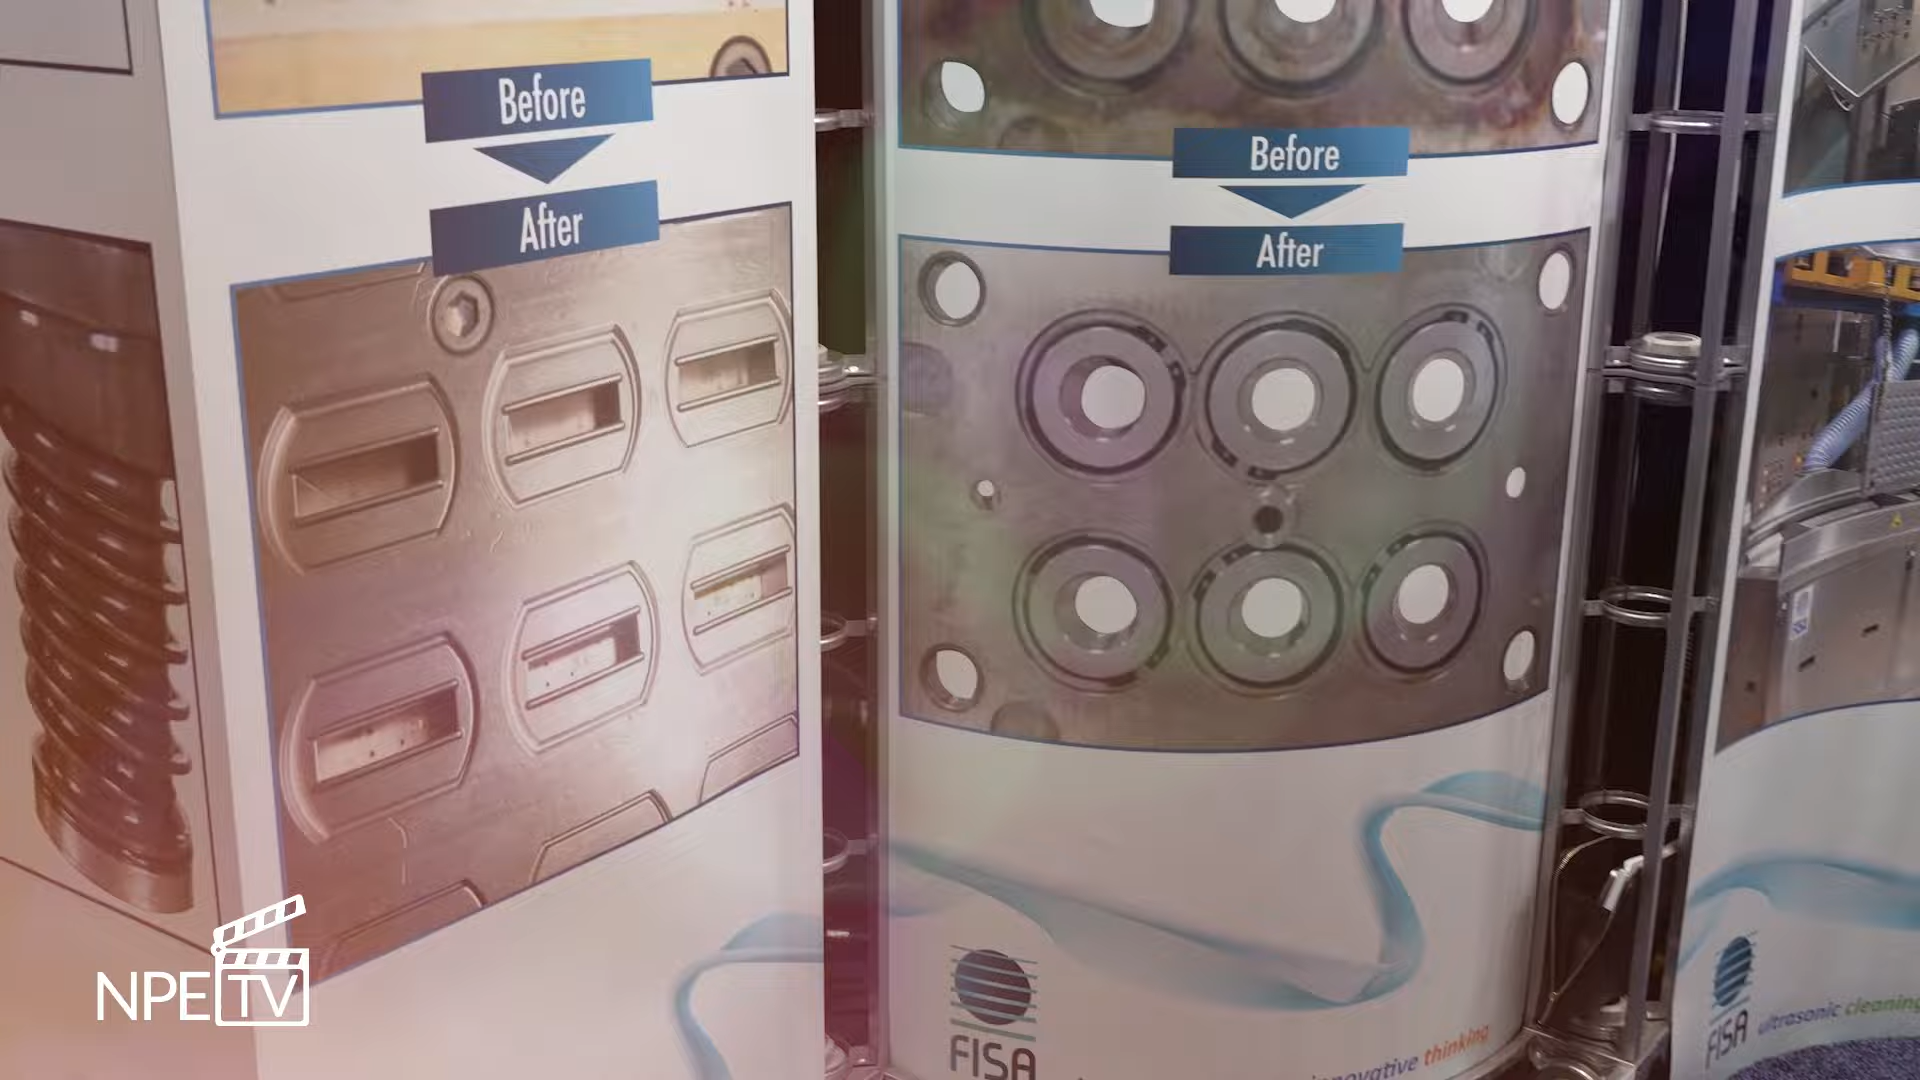 Before
After
Before
After
FISA
innovative thinking
FISA
ultrasonic cleaning
NPE TV